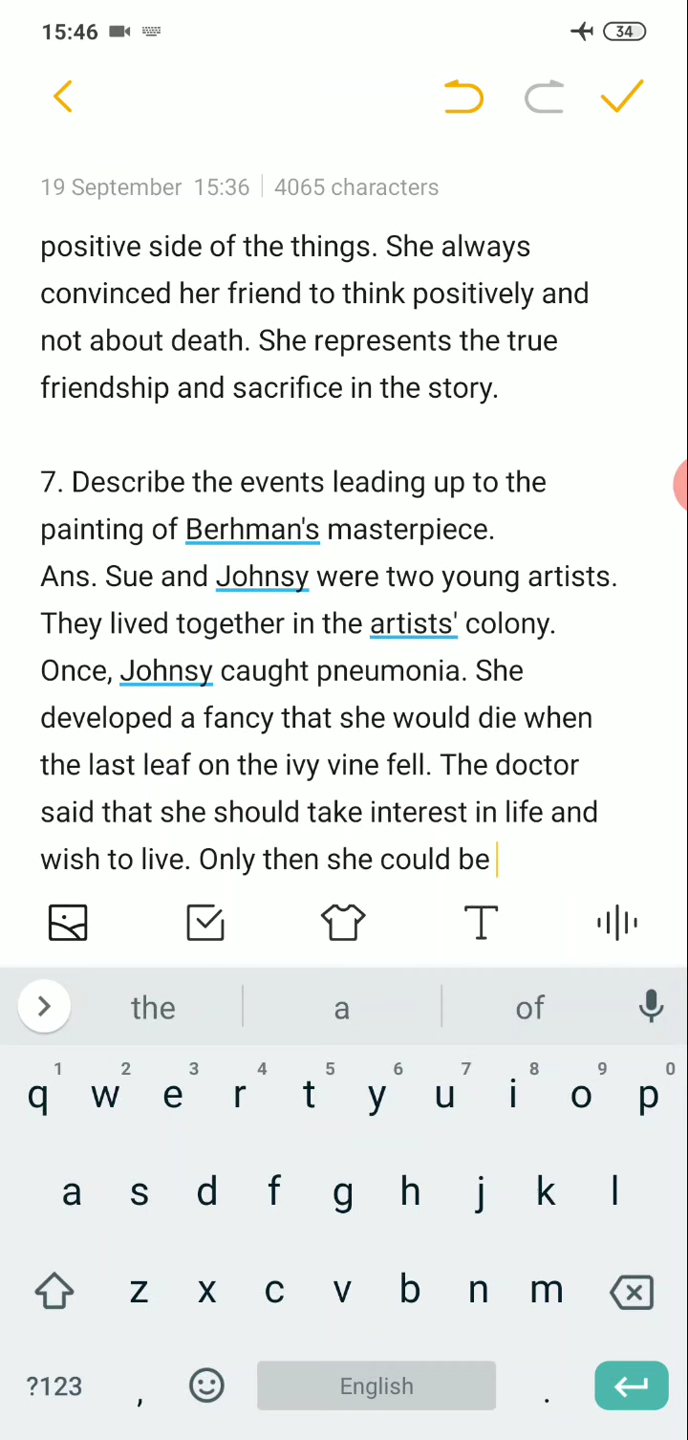 15:46
34
19 September 15:36 | 4065 characters
positive side of the things. She always
convinced her friend to think positively and
not about death. She represents the true
friendship and sacrifice in the story.
7. Describe the events leading up to the
painting of Berhman's masterpiece.
Ans. Sue and Johnsy were two young artists.
They lived together in the artists' colony.
Once, Johnsy caught pneumonia. She
developed a fancy that she would die when
the last leaf on the ivy vine fell. The doctor
said that she should take interest in life and
wish to live. Only then she could be
T
the a of
1 2 3 4 5 6 7 8 9 0
q w e r t y u i o p
a s d f g h j k l
z x c v b n m
?123 , English .